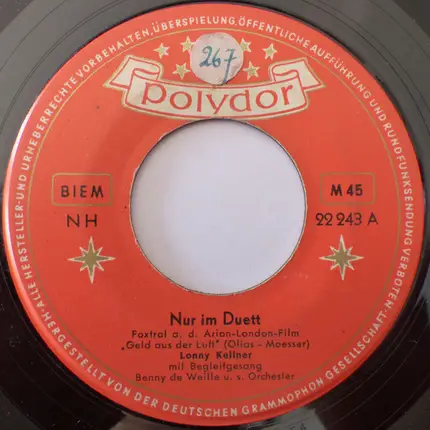 ALLE HERSTELLER- UND URHEBERRECHTE VORBEHALTEN, ÜBERSPIELUNG, ÖFFENTLICHE AUFFÜHRUNG UND RUNDFUNKSENDUNG VERBOTEN
267
polydor
BIEM
M 45
NH
22 243 A
Nur im Duett
Foxtrot a. d. Arion-London-Film
„Geld aus der Luft" (Olias - Moesser)
Lonny Kellner
mit Begleitgesang
Benny de Weille u. s. Orchester
HERGESTELLT VON DER DEUTSCHEN GRAMMOPHON GESELLSCHAFT